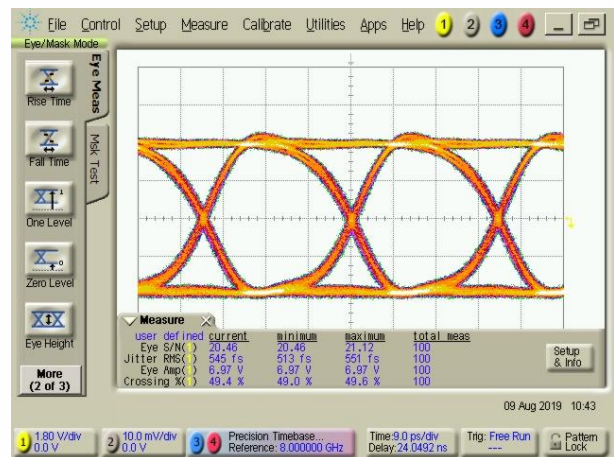 File Control Setup Measure Calibrate Utilities Apps Help 1 2 3 4
Eye/Mask Mode
Eye Meas
Msk Test
Rise Time
Fall Time
One Level
Zero Level
Eye Height
More
(2 of 3)
Measure
user defined current minimum maximum total meas
Eye S/N(1) 20.46 20.46 21.12 100
Jitter RMS(1) 545 fs 513 fs 551 fs 100
Eye Amp(1) 6.97 V 6.97 V 6.97 V 100
Crossing %(1) 49.4 % 49.0 % 49.6 % 100
Setup
& Info
09 Aug 2019 10:43
1 1.80 V/div
0.0 V
2 10.0 mV/div
0.0 V
3 4 Precision Timebase...
Reference: 8.000000 GHz
Time:9.0 ps/div
Delay:24.0492 ns
Trig: Free Run
---
Pattern
Lock